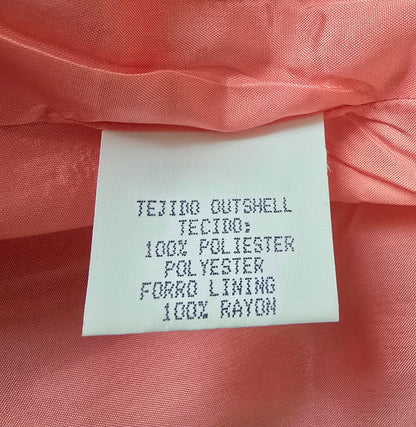 TEJIDO OUTSHELL
TECIDO:
100% POLIESTER
POLYESTER
FORRO LINING
100% RAYON